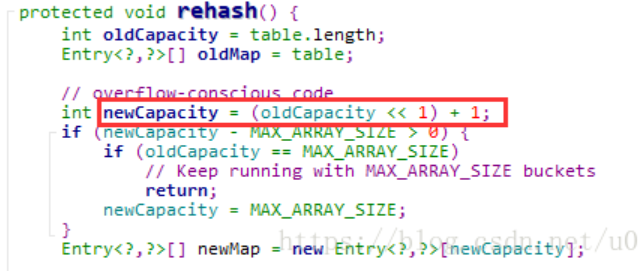 protected void rehash() {
    int oldCapacity = table.length;
    Entry<?,?>[] oldMap = table;
    // overflow-conscious code
    int newCapacity = (oldCapacity << 1) + 1;
    if (newCapacity - MAX_ARRAY_SIZE > 0) {
        if (oldCapacity == MAX_ARRAY_SIZE)
            // Keep running with MAX_ARRAY_SIZE buckets
            return;
        newCapacity = MAX_ARRAY_SIZE;
    }
    Entry<?,?>[] newMap = new Entry<?,?>[newCapacity];
https://blog.csdn.net/u0